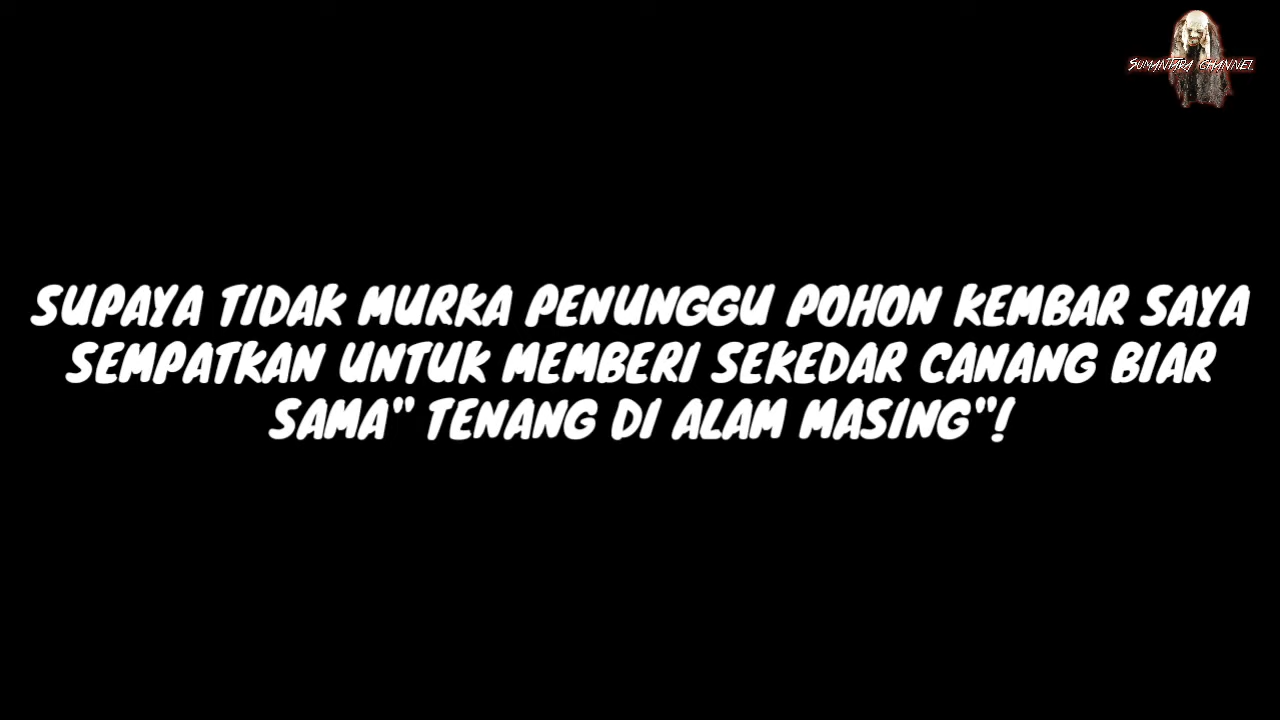 SUMANTARA CHANNEL
SUPAYA TIDAK MURKA PENUNGGU POHON KEMBAR SAYA
SEMPATKAN UNTUK MEMBERI SEKEDAR CANANG BIAR
SAMA" TENANG DI ALAM MASING"!